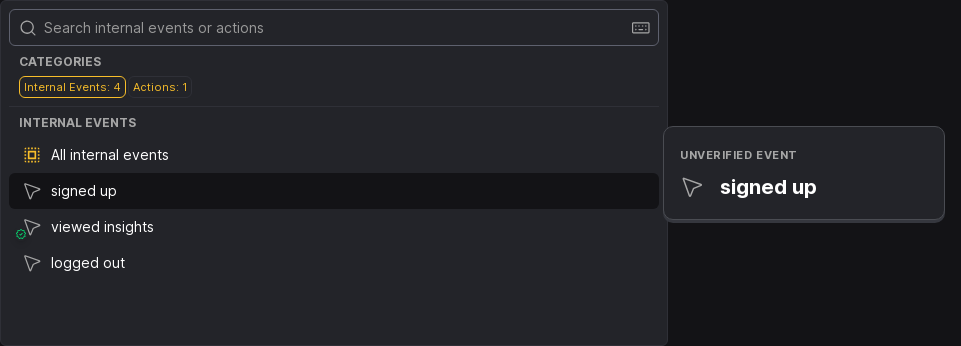 Search internal events or actions
CATEGORIES
Internal Events: 4 Actions: 1
INTERNAL EVENTS
All internal events
signed up
viewed insights
logged out
UNVERIFIED EVENT
signed up